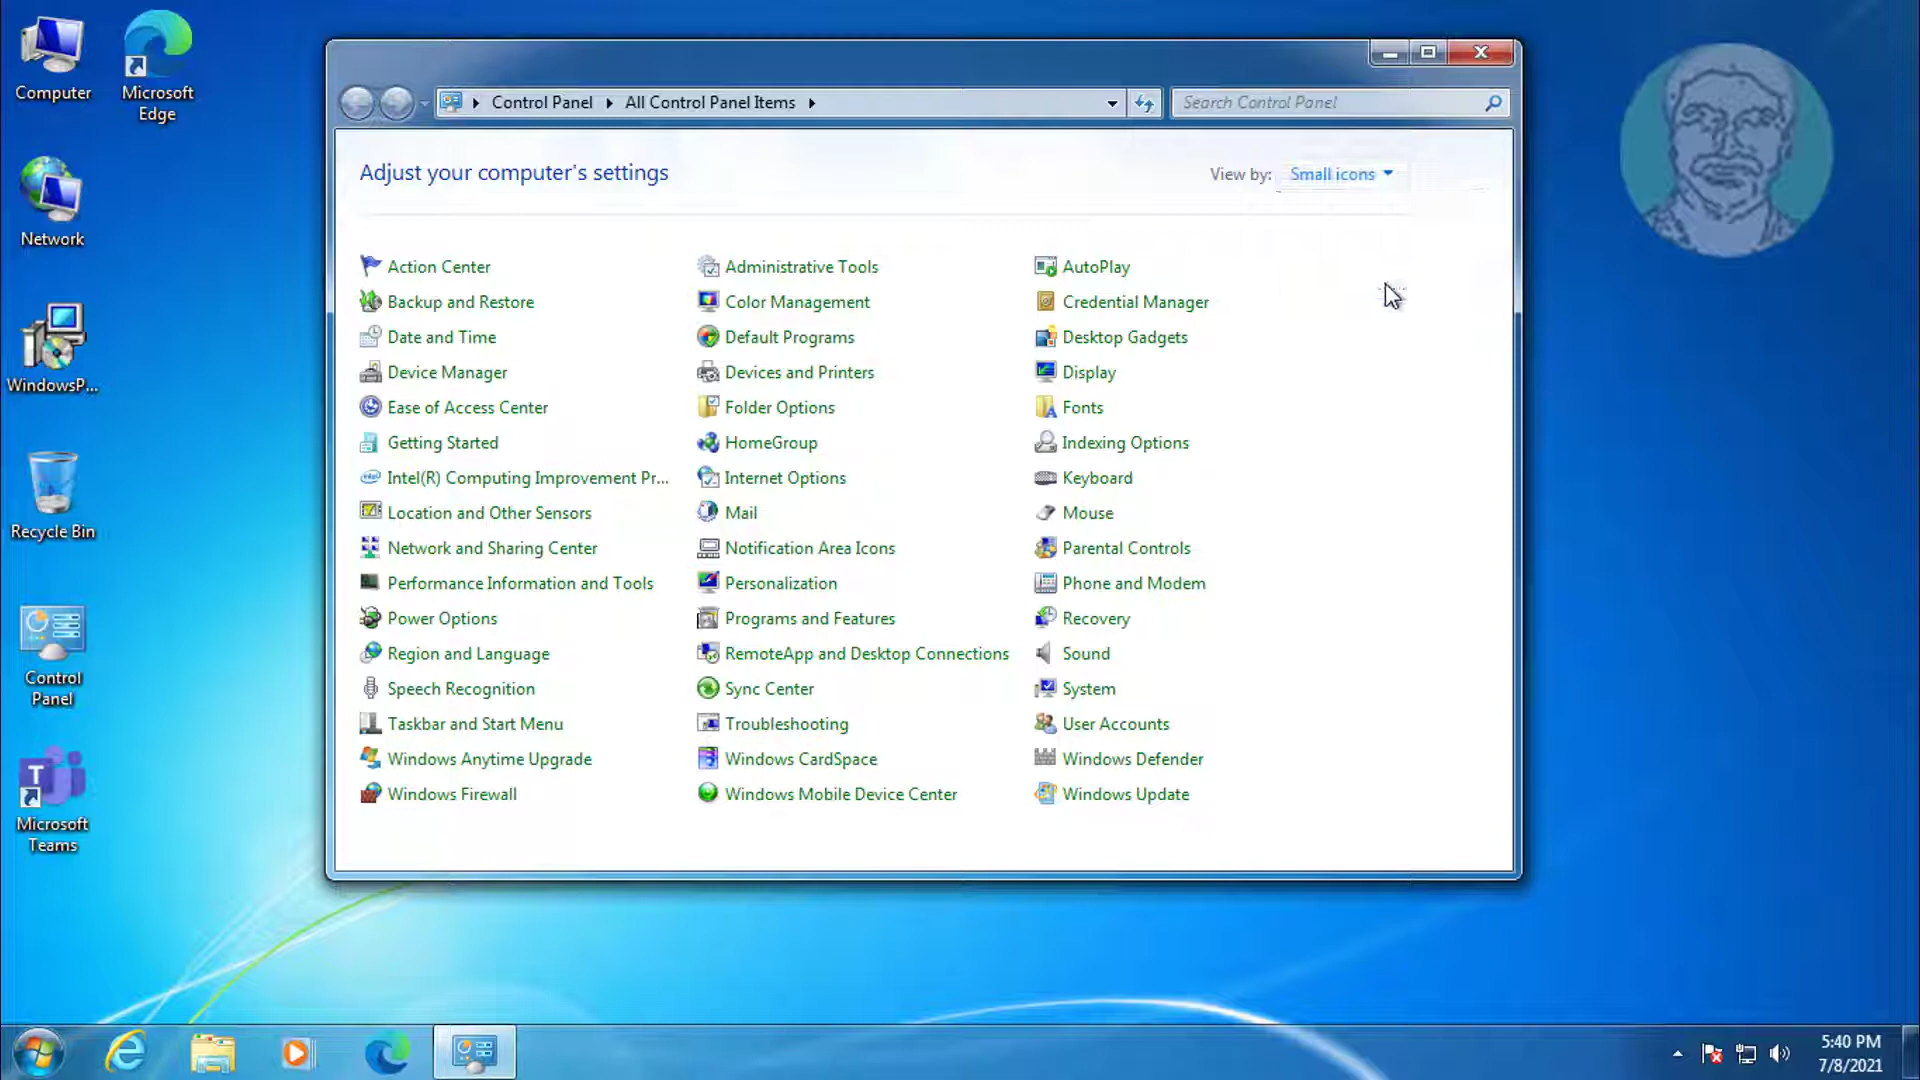 Computer
Microsoft
Edge
Network
WindowsP...
Recycle Bin
Control
Panel
T
Microsoft
Teams
Control Panel
All Control Panel Items
Search Control Panel
Adjust your computer's settings
View by:
Small icons
Action Center
Administrative Tools
AutoPlay
Backup and Restore
Color Management
Credential Manager
Date and Time
Default Programs
Desktop Gadgets
Device Manager
Devices and Printers
Display
Ease of Access Center
Folder Options
Fonts
Getting Started
HomeGroup
Indexing Options
Intel(R) Computing Improvement Pr...
Internet Options
Keyboard
Location and Other Sensors
Mail
Mouse
Network and Sharing Center
Notification Area Icons
Parental Controls
Performance Information and Tools
Personalization
Phone and Modem
Power Options
Programs and Features
Recovery
Region and Language
RemoteApp and Desktop Connections
Sound
Speech Recognition
Sync Center
System
Taskbar and Start Menu
Troubleshooting
User Accounts
Windows Anytime Upgrade
Windows CardSpace
Windows Defender
Windows Firewall
Windows Mobile Device Center
Windows Update
5:40 PM
7/8/2021